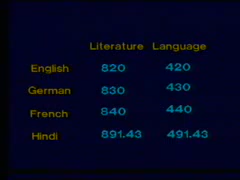 Literature Language
English 820 420
German 830 430
French 840 440
Hindi 891.43 491.43